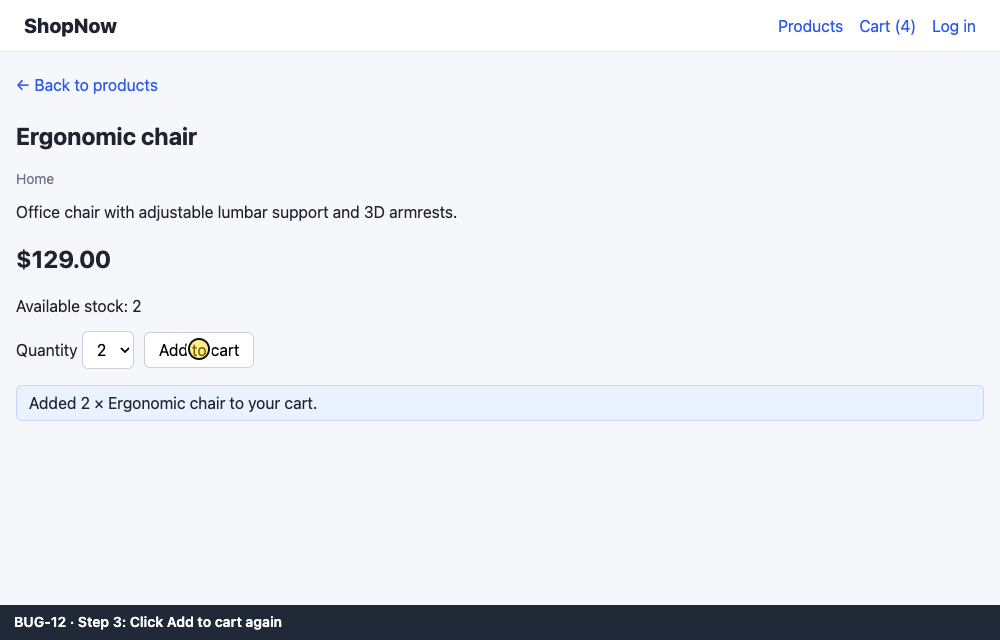 ShopNow
Products Cart (4) Log in
← Back to products
Ergonomic chair
Home
Office chair with adjustable lumbar support and 3D armrests.
$129.00
Available stock: 2
Quantity 2 Add to cart
Added 2 × Ergonomic chair to your cart.
BUG-12 · Step 3: Click Add to cart again